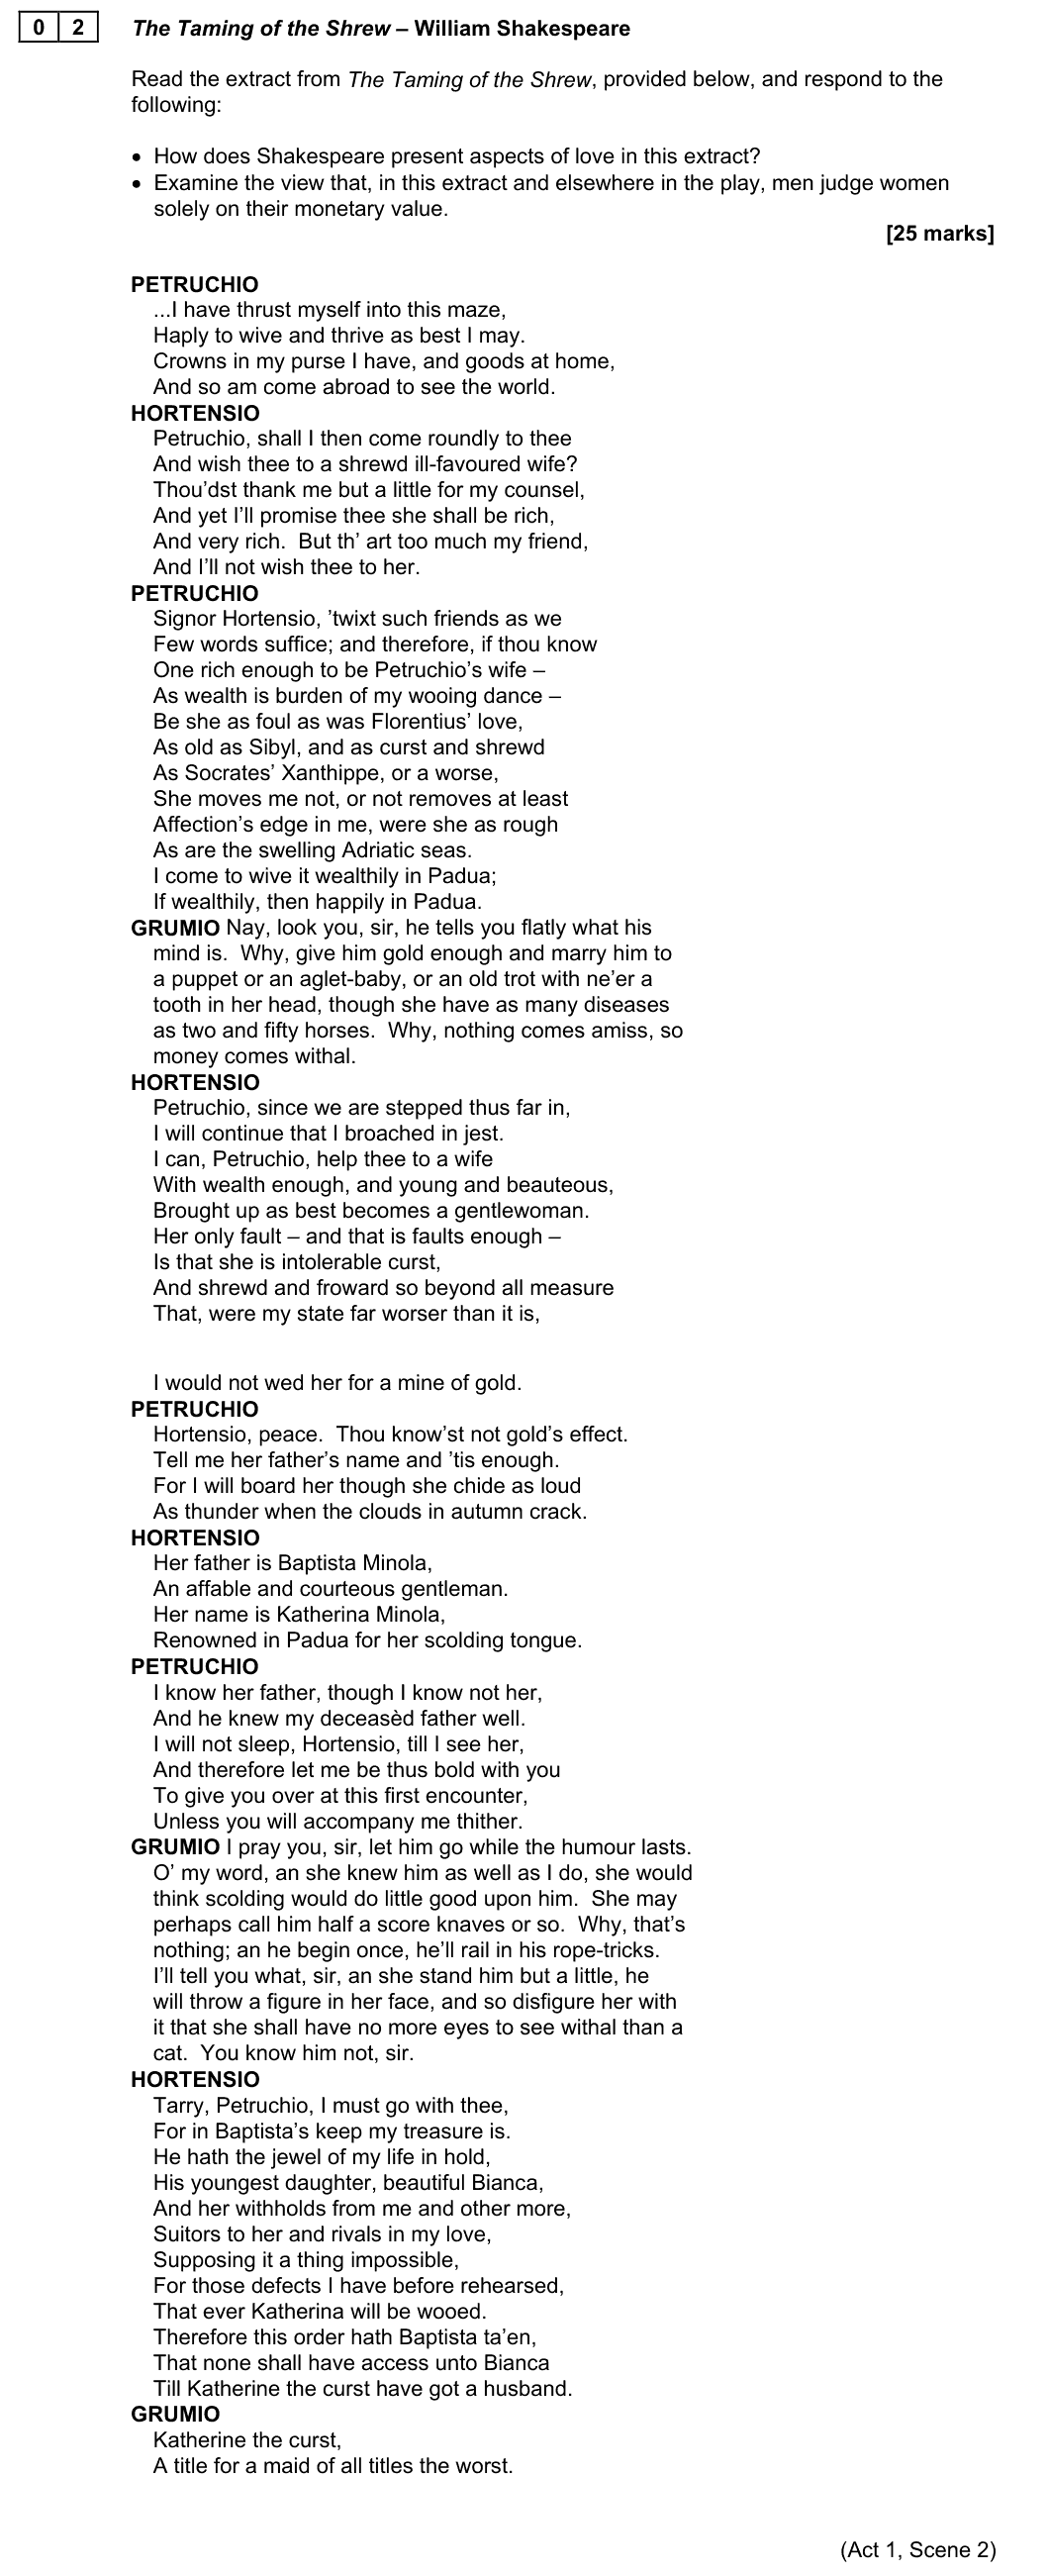 0 2 The Taming of the Shrew – William Shakespeare
Read the extract from The Taming of the Shrew, provided below, and respond to the
following:
• How does Shakespeare present aspects of love in this extract?
• Examine the view that, in this extract and elsewhere in the play, men judge women
solely on their monetary value.
[25 marks]
PETRUCHIO
...I have thrust myself into this maze,
Haply to wive and thrive as best I may.
Crowns in my purse I have, and goods at home,
And so am come abroad to see the world.
HORTENSIO
Petruchio, shall I then come roundly to thee
And wish thee to a shrewd ill-favoured wife?
Thou’dst thank me but a little for my counsel,
And yet I’ll promise thee she shall be rich,
And very rich. But th’ art too much my friend,
And I’ll not wish thee to her.
PETRUCHIO
Signor Hortensio, ’twixt such friends as we
Few words suffice; and therefore, if thou know
One rich enough to be Petruchio’s wife –
As wealth is burden of my wooing dance –
Be she as foul as was Florentius’ love,
As old as Sibyl, and as curst and shrewd
As Socrates’ Xanthippe, or a worse,
She moves me not, or not removes at least
Affection’s edge in me, were she as rough
As are the swelling Adriatic seas.
I come to wive it wealthily in Padua;
If wealthily, then happily in Padua.
GRUMIO Nay, look you, sir, he tells you flatly what his
mind is. Why, give him gold enough and marry him to
a puppet or an aglet-baby, or an old trot with ne’er a
tooth in her head, though she have as many diseases
as two and fifty horses. Why, nothing comes amiss, so
money comes withal.
HORTENSIO
Petruchio, since we are stepped thus far in,
I will continue that I broached in jest.
I can, Petruchio, help thee to a wife
With wealth enough, and young and beauteous,
Brought up as best becomes a gentlewoman.
Her only fault – and that is faults enough –
Is that she is intolerable curst,
And shrewd and froward so beyond all measure
That, were my state far worser than it is,
I would not wed her for a mine of gold.
PETRUCHIO
Hortensio, peace. Thou know’st not gold’s effect.
Tell me her father’s name and ’tis enough.
For I will board her though she chide as loud
As thunder when the clouds in autumn crack.
HORTENSIO
Her father is Baptista Minola,
An affable and courteous gentleman.
Her name is Katherina Minola,
Renowned in Padua for her scolding tongue.
PETRUCHIO
I know her father, though I know not her,
And he knew my deceasèd father well.
I will not sleep, Hortensio, till I see her,
And therefore let me be thus bold with you
To give you over at this first encounter,
Unless you will accompany me thither.
GRUMIO I pray you, sir, let him go while the humour lasts.
O’ my word, an she knew him as well as I do, she would
think scolding would do little good upon him. She may
perhaps call him half a score knaves or so. Why, that’s
nothing; an he begin once, he’ll rail in his rope-tricks.
I’ll tell you what, sir, an she stand him but a little, he
will throw a figure in her face, and so disfigure her with
it that she shall have no more eyes to see withal than a
cat. You know him not, sir.
HORTENSIO
Tarry, Petruchio, I must go with thee,
For in Baptista’s keep my treasure is.
He hath the jewel of my life in hold,
His youngest daughter, beautiful Bianca,
And her withholds from me and other more,
Suitors to her and rivals in my love,
Supposing it a thing impossible,
For those defects I have before rehearsed,
That ever Katherina will be wooed.
Therefore this order hath Baptista ta’en,
That none shall have access unto Bianca
Till Katherine the curst have got a husband.
GRUMIO
Katherine the curst,
A title for a maid of all titles the worst.
(Act 1, Scene 2)